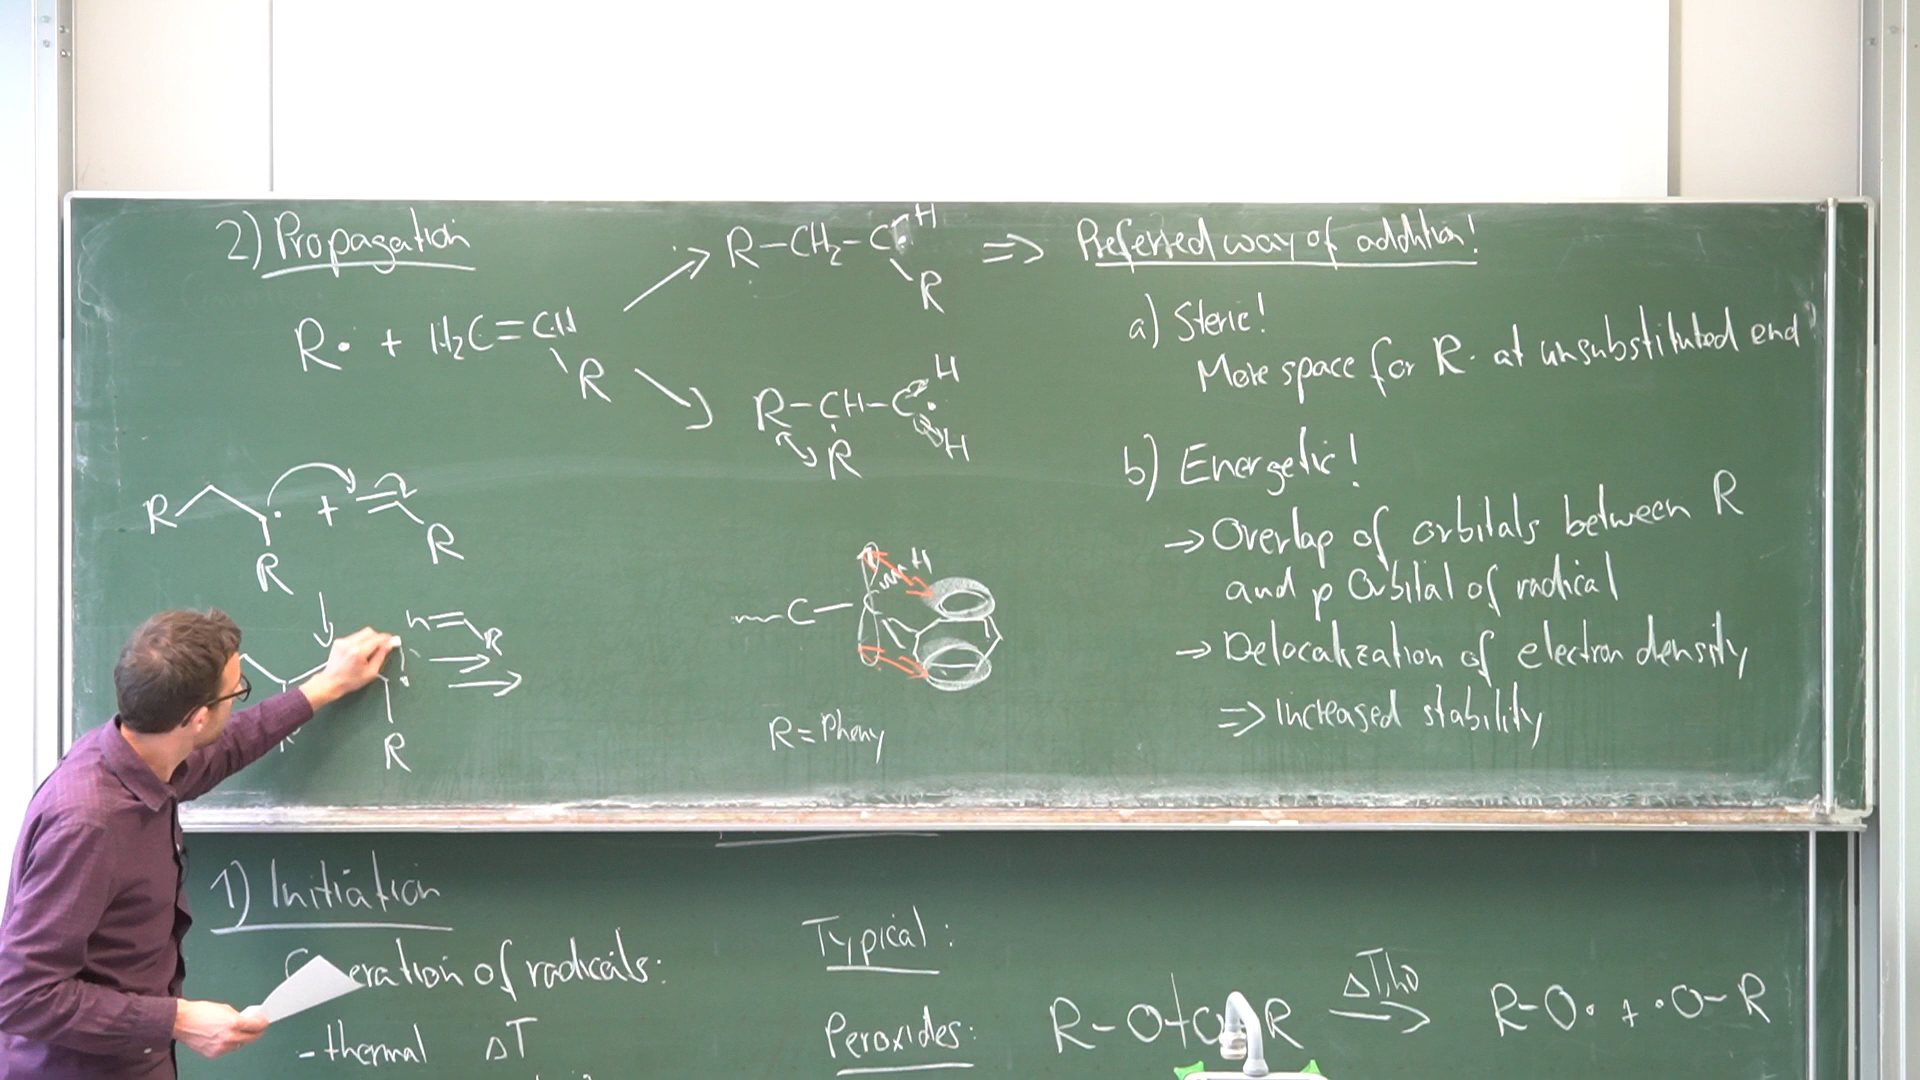 2) Propagation
R• + H₂C=CH
R
R-CH₂-C•H
R
R-CH-C•
H
H
R
=> Preferred way of addition!
a) Steric!
More space for R• at unsubstituted end
b) Energetic!
→ Overlap of orbitals between R
and p Orbital of radical
→ Delocalization of electron density
=> increased stability
R
•
+
R
R
n
R
R
~C-C
H
R=Pheny
1) Initiation
eration of radicals:
- thermal ΔT
Typical:
Peroxides:
R-O
R
ΔT, hν
R-O• + •O-R